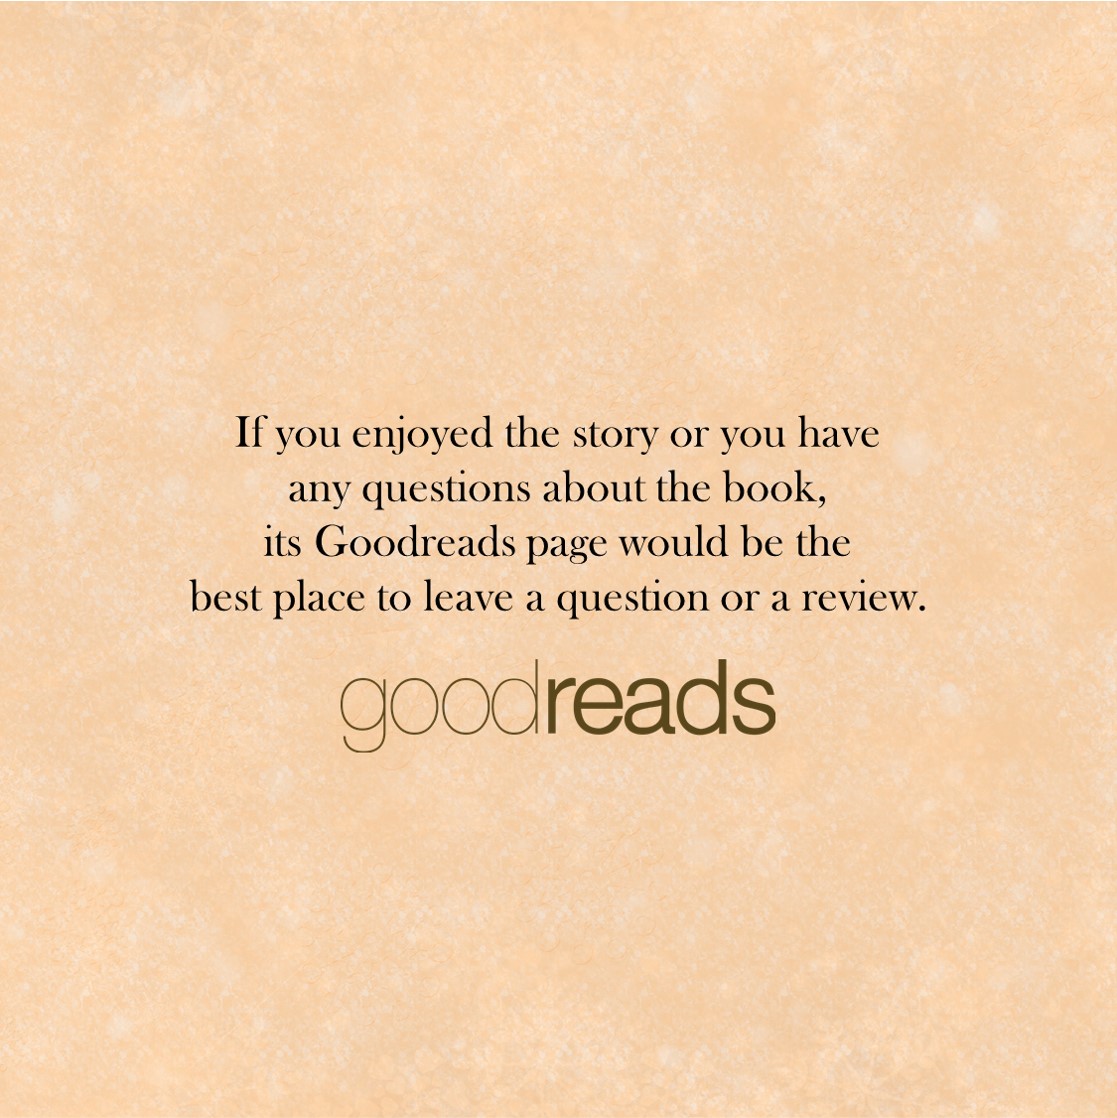 If you enjoyed the story or you have
any questions about the book,
its Goodreads page would be the
best place to leave a question or a review.
goodreads